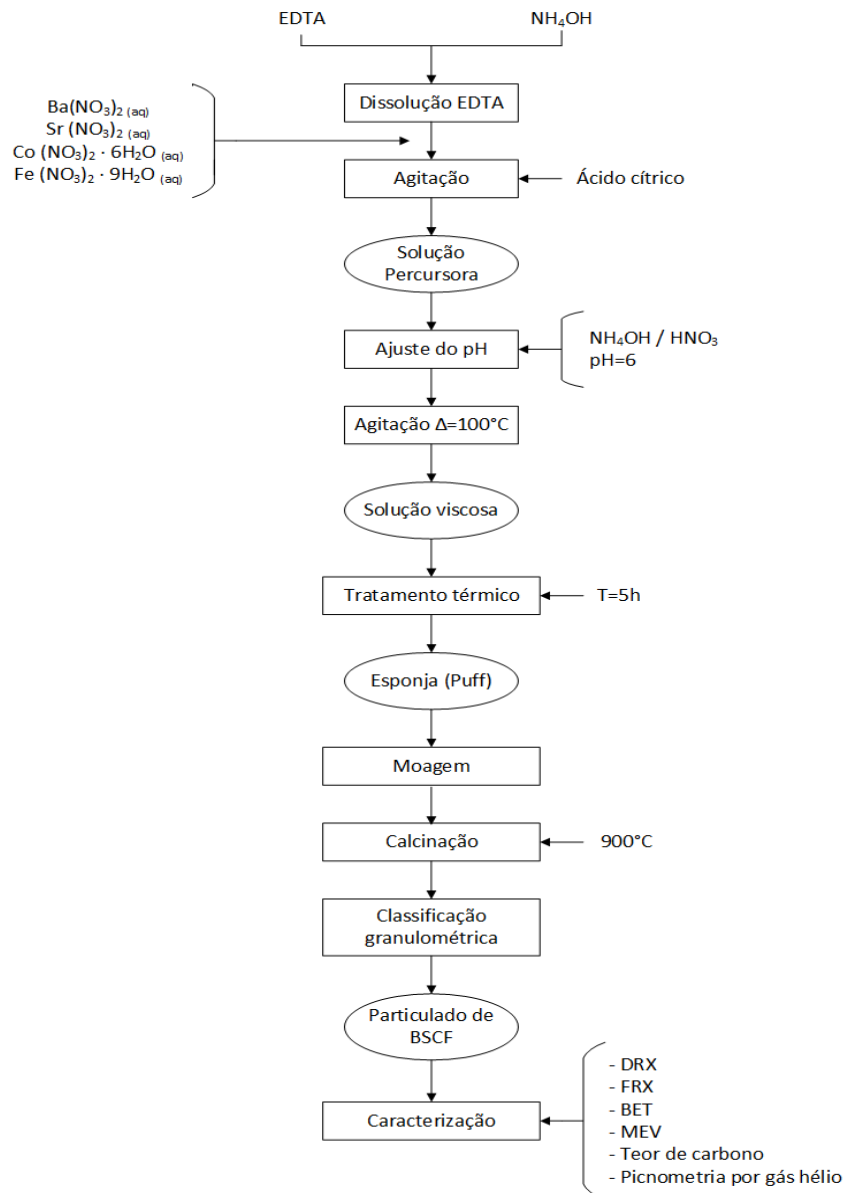 EDTA
NH₄OH
Dissolução EDTA
Ba(NO₃)₂ (aq)
Sr (NO₃)₂ (aq)
Co (NO₃)₂ · 6H₂O (aq)
Fe (NO₃)₂ · 9H₂O (aq)
Agitação
Ácido cítrico
Solução
Percursora
Ajuste do pH
NH₄OH / HNO₃
pH=6
Agitação Δ=100°C
Solução viscosa
Tratamento térmico
T=5h
Esponja (Puff)
Moagem
Calcinação
900°C
Classificação
granulométrica
Particulado de
BSCF
Caracterização
- DRX
- FRX
- BET
- MEV
- Teor de carbono
- Picnometria por gás hélio